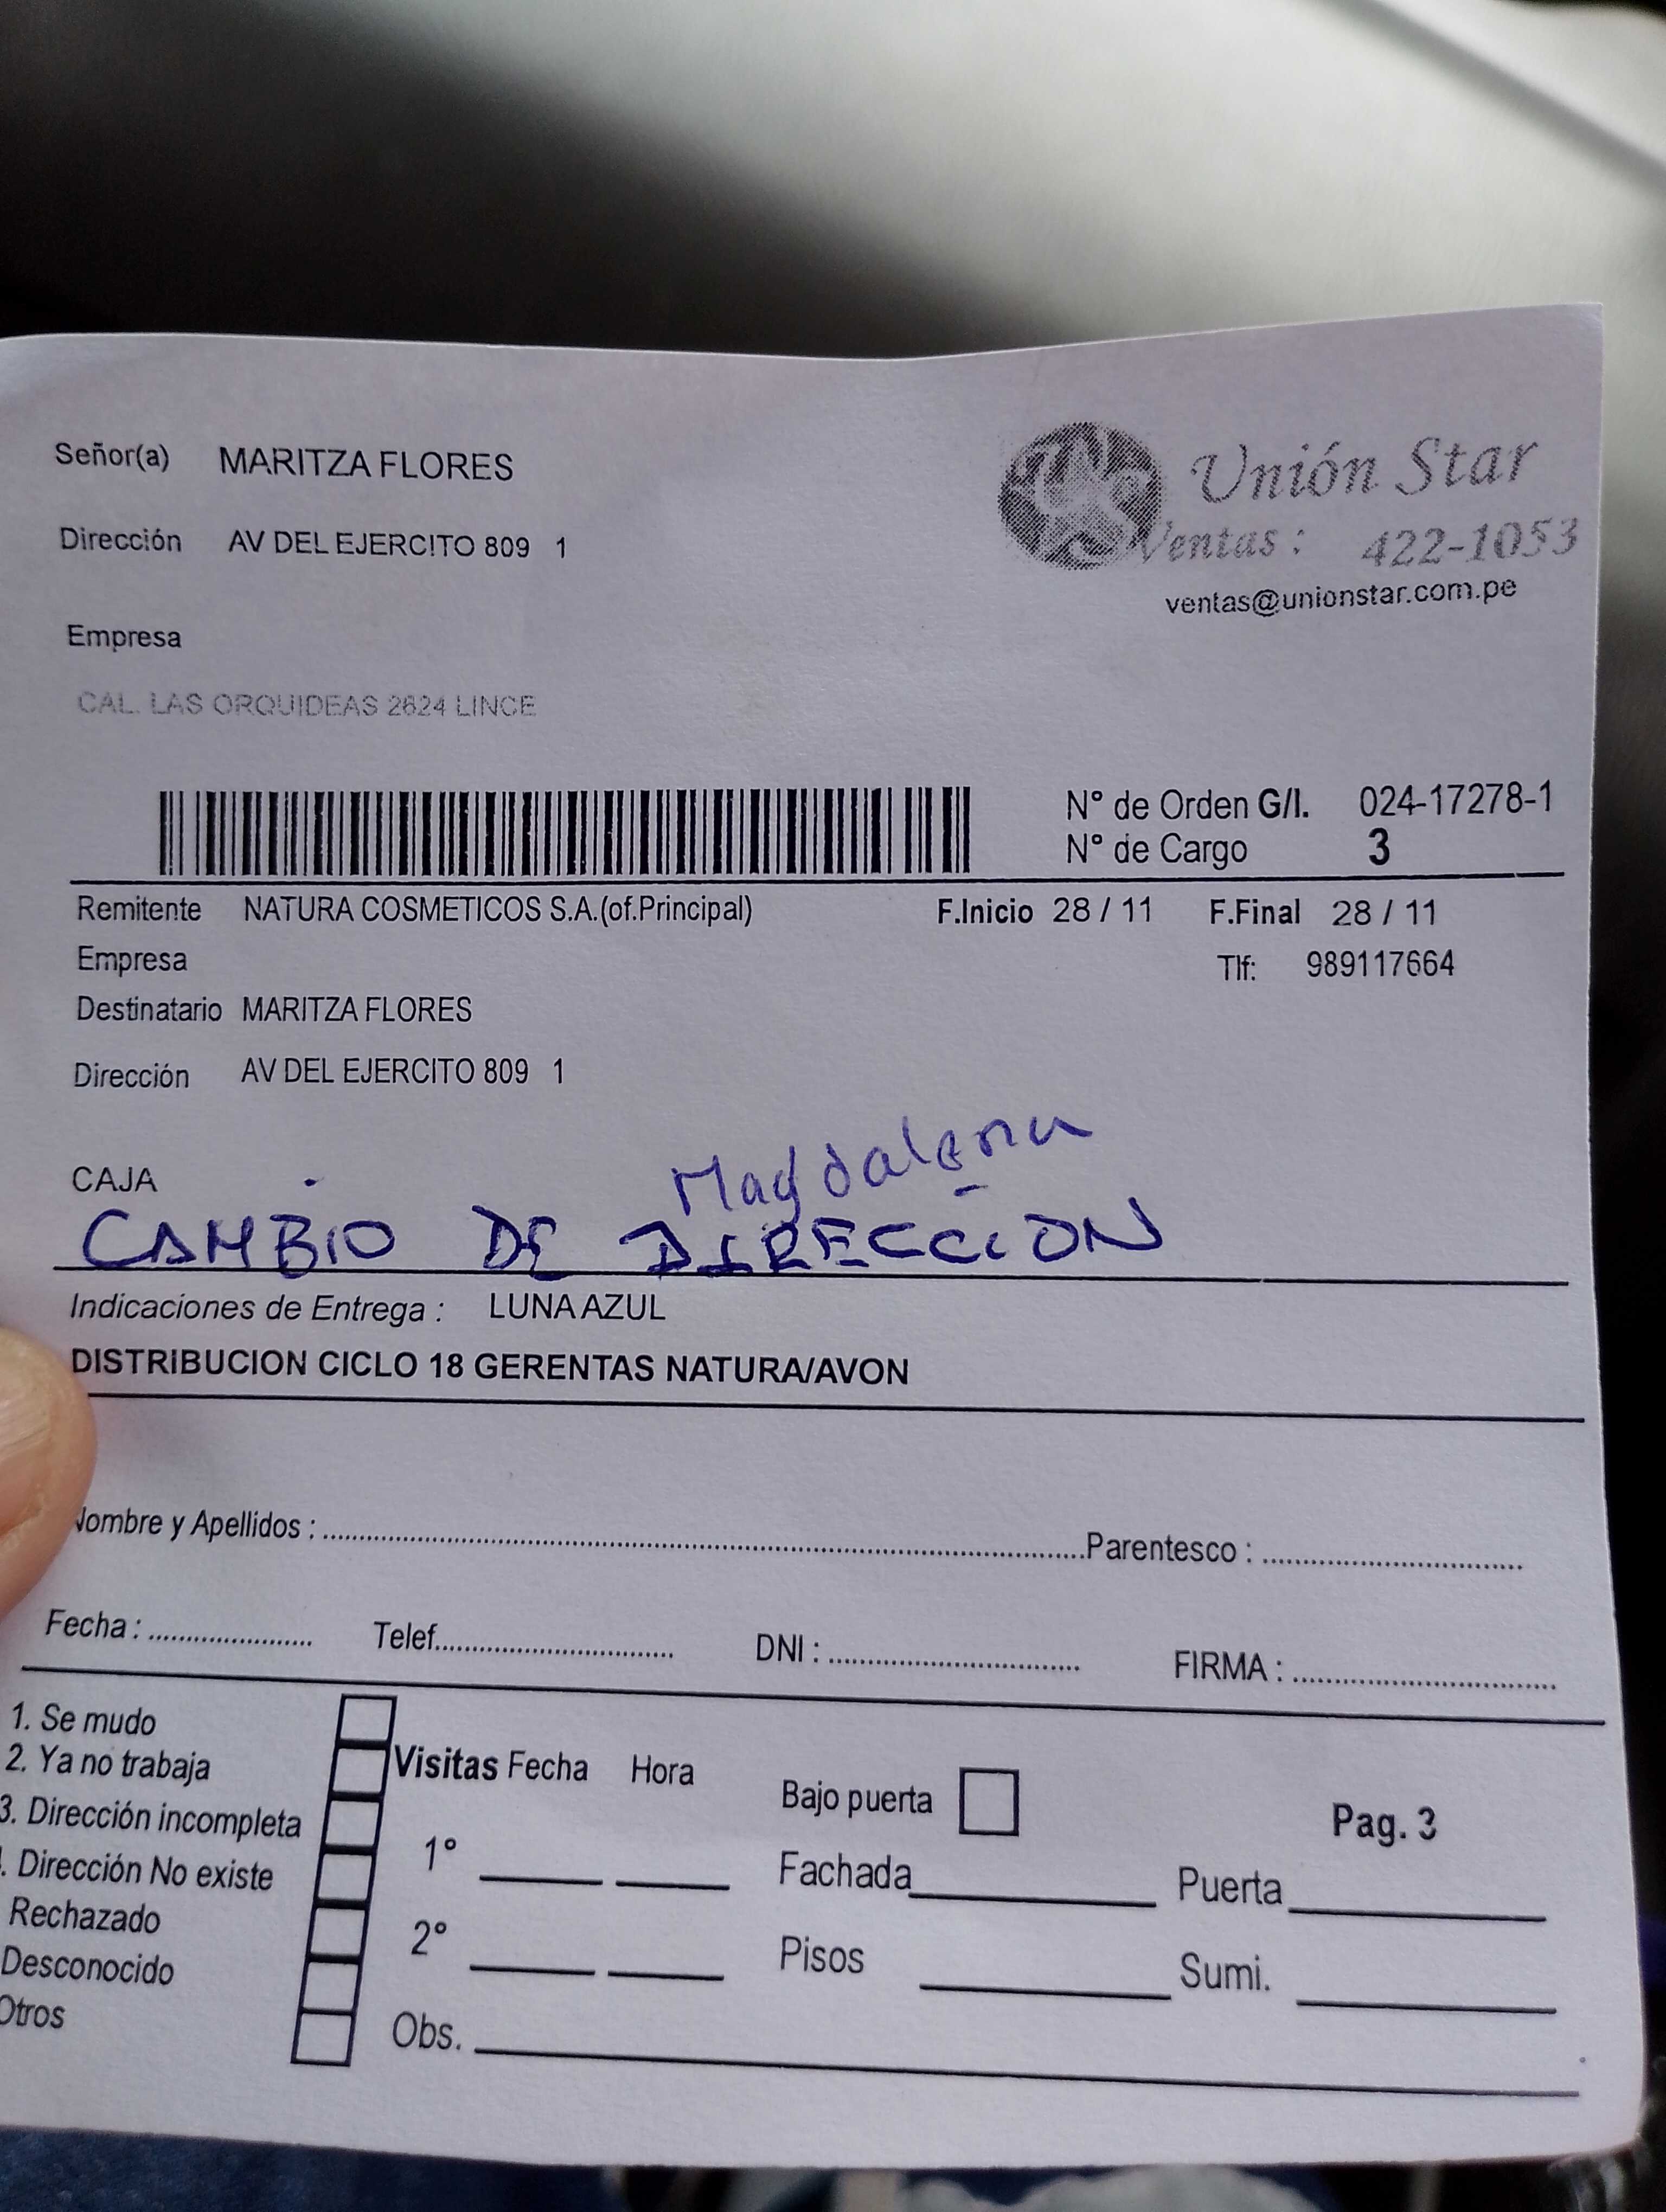 Señor(a) MARITZA FLORES
Unión Star
Dirección AV DEL EJERCITO 809 1
Ventas : 422-1053
ventas@unionstar.com.pe
Empresa
CAL. LAS ORQUIDEAS 2624 LINCE
N° de Orden G/I. 024-17278-1
N° de Cargo 3
Remitente NATURA COSMETICOS S.A.(of.Principal) F.Inicio 28 / 11 F.Final 28 / 11
Empresa Tlf: 989117664
Destinatario MARITZA FLORES
Dirección AV DEL EJERCITO 809 1
Magdalena
CAJA
CAMBIO DE DIRECCIÓN
Indicaciones de Entrega : LUNA AZUL
DISTRIBUCION CICLO 18 GERENTAS NATURA/AVON
Nombre y Apellidos : Parentesco :
Fecha : Telef. DNI : FIRMA :
1. Se mudo
2. Ya no trabaja
3. Dirección incompleta
. Dirección No existe
Rechazado
Desconocido
Otros
Visitas Fecha Hora
1°
2°
Obs.
Bajo puerta
Pag. 3
Fachada Puerta
Pisos Sumi.